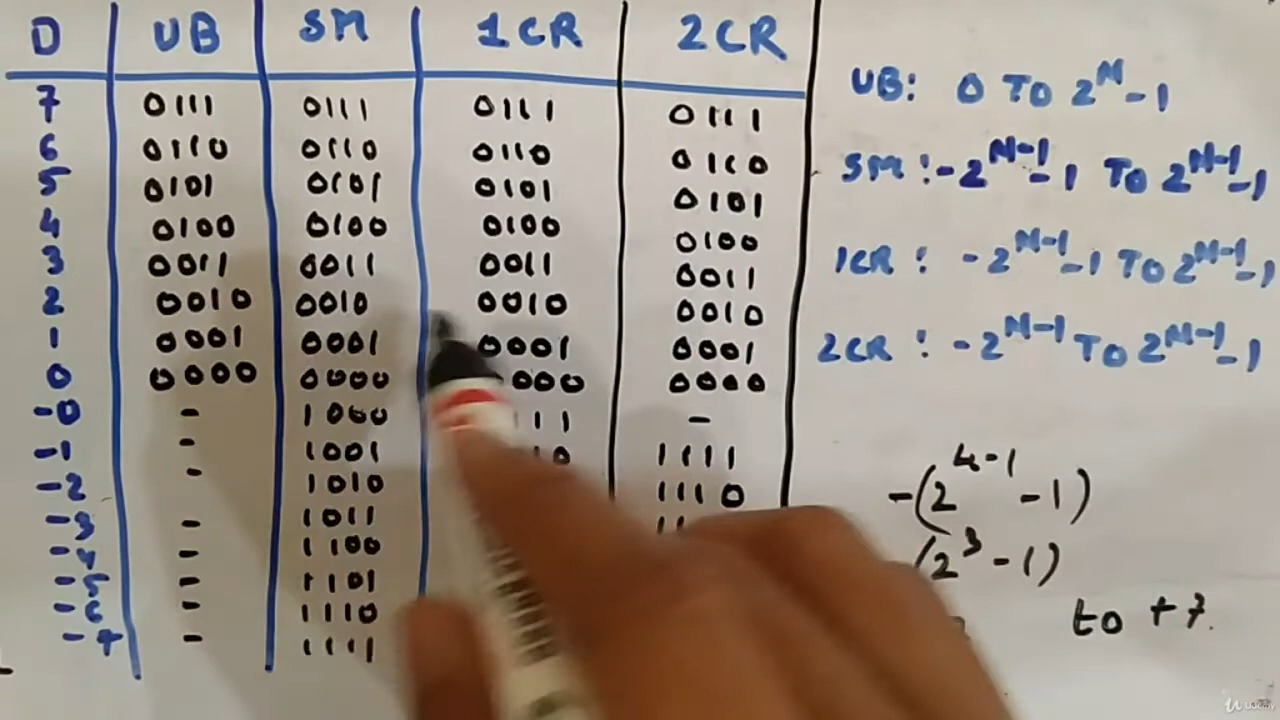 D UB SM 1CR 2CR
7 0111 0111 0111 0111
6 0110 0110 0110 0110
5 0101 0101 0101 0101
4 0100 0100 0100 0100
3 0011 0011 0011 0011
2 0010 0010 0010 0010
1 0001 0001 0001 0001
0 0000 0000 000 0000
-0 - 1000 11 -
-1 - 1001 0 1111
-2 - 1010 1110
-3 - 1011 11
-4 - 1100
-5 - 1101
-6 - 1110
-7 - 1111
UB: 0 TO 2^N-1
SM: -2^N-1-1 TO 2^N-1-1
1CR: -2^N-1-1 TO 2^N-1-1
2CR: -2^N-1 TO 2^N-1-1
-(2^4-1 -1)
(2^3 -1)
to +7.